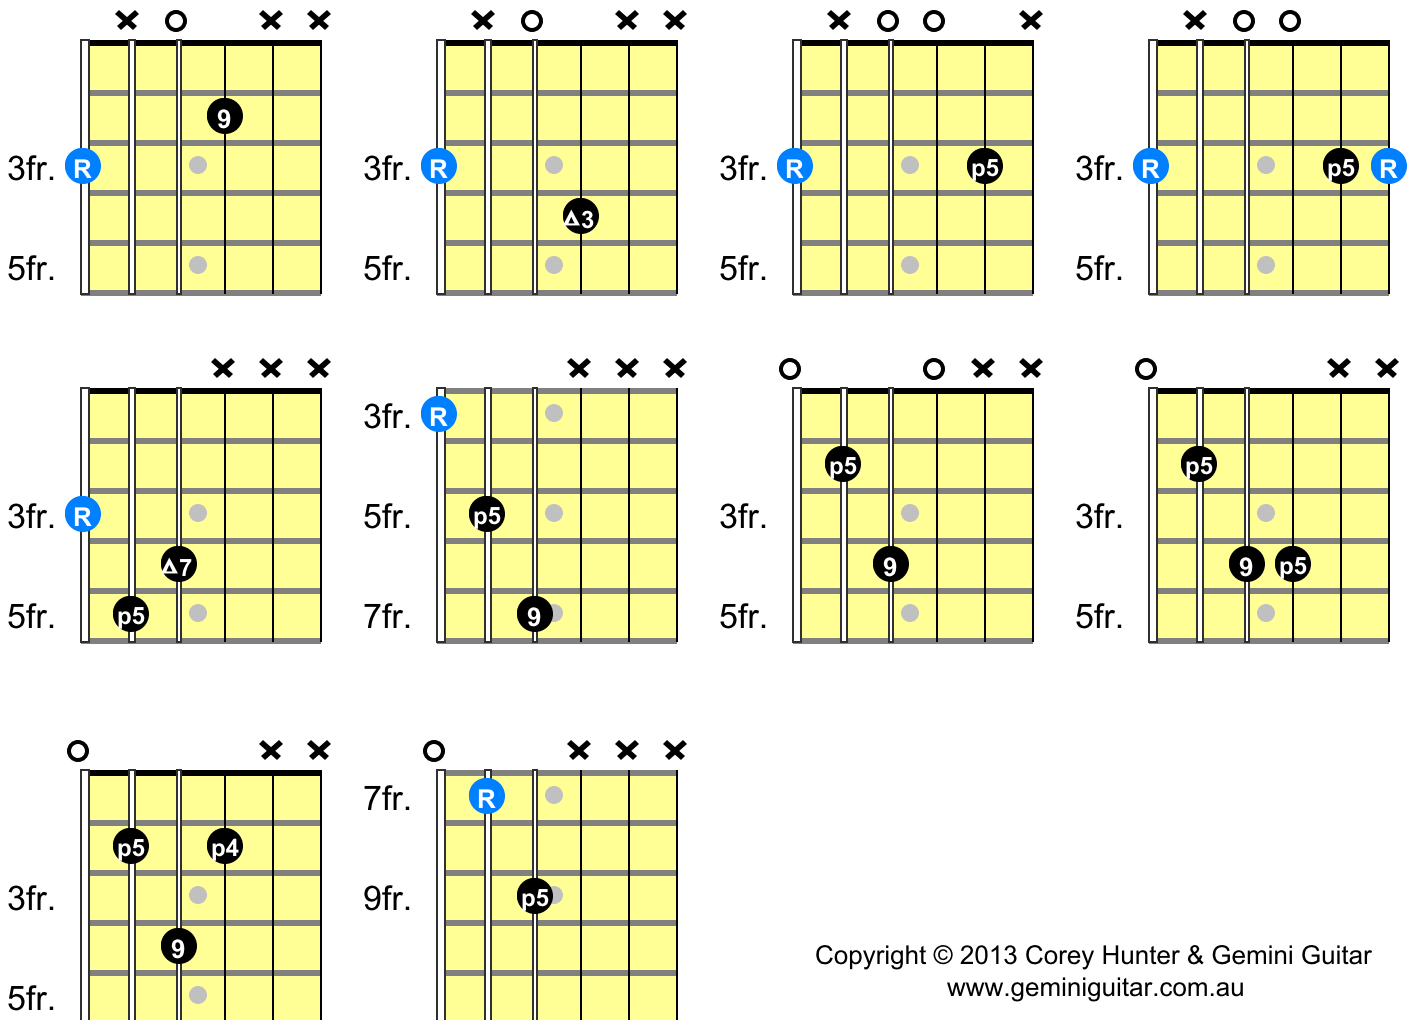 9
3fr. R
5fr.
3fr. R
Δ3
5fr.
3fr. R p5
5fr.
3fr. R p5 R
5fr.
3fr. R
Δ7
5fr. p5
3fr. R
5fr. p5
7fr. 9
p5
3fr.
9
5fr.
p5
3fr.
9 p5
5fr.
p5 p4
3fr.
9
5fr.
7fr. R
9fr. p5
Copyright © 2013 Corey Hunter & Gemini Guitar
www.geminiguitar.com.au